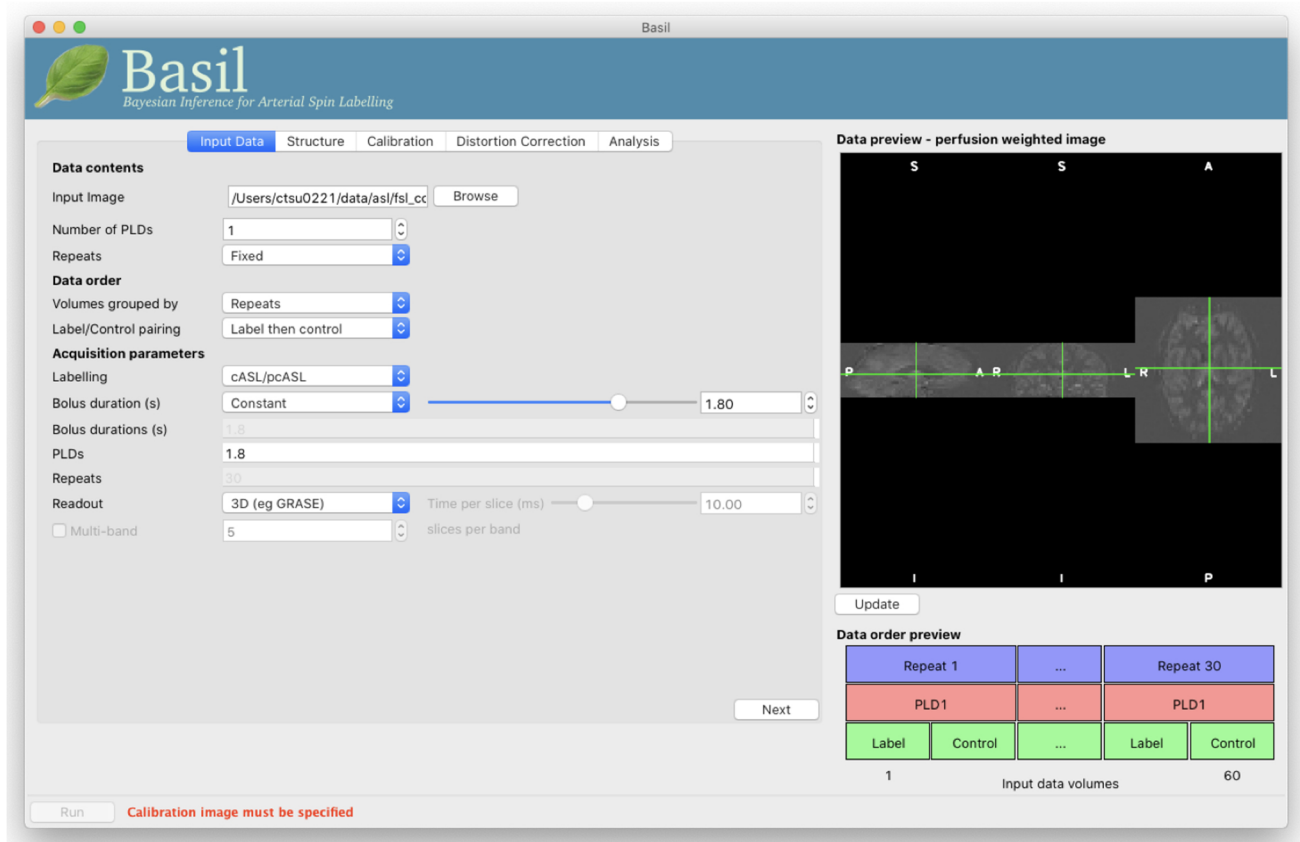 Basil
Basil
Bayesian Inference for Arterial Spin Labelling
Input Data Structure Calibration Distortion Correction Analysis
Data contents
Input Image /Users/ctsu0221/data/asl/fsl_cc Browse
Number of PLDs 1
Repeats Fixed
Data order
Volumes grouped by Repeats
Label/Control pairing Label then control
Acquisition parameters
Labelling cASL/pcASL
Bolus duration (s) Constant 1.80
Bolus durations (s) 1.8
PLDs 1.8
Repeats 30
Readout 3D (eg GRASE) Time per slice (ms) 10.00
Multi-band 5 slices per band
Next
Data preview - perfusion weighted image
S S A
P A R L R L
I I P
Update
Data order preview
Repeat 1 ... Repeat 30
PLD1 ... PLD1
Label Control ... Label Control
1 Input data volumes 60
Run Calibration image must be specified